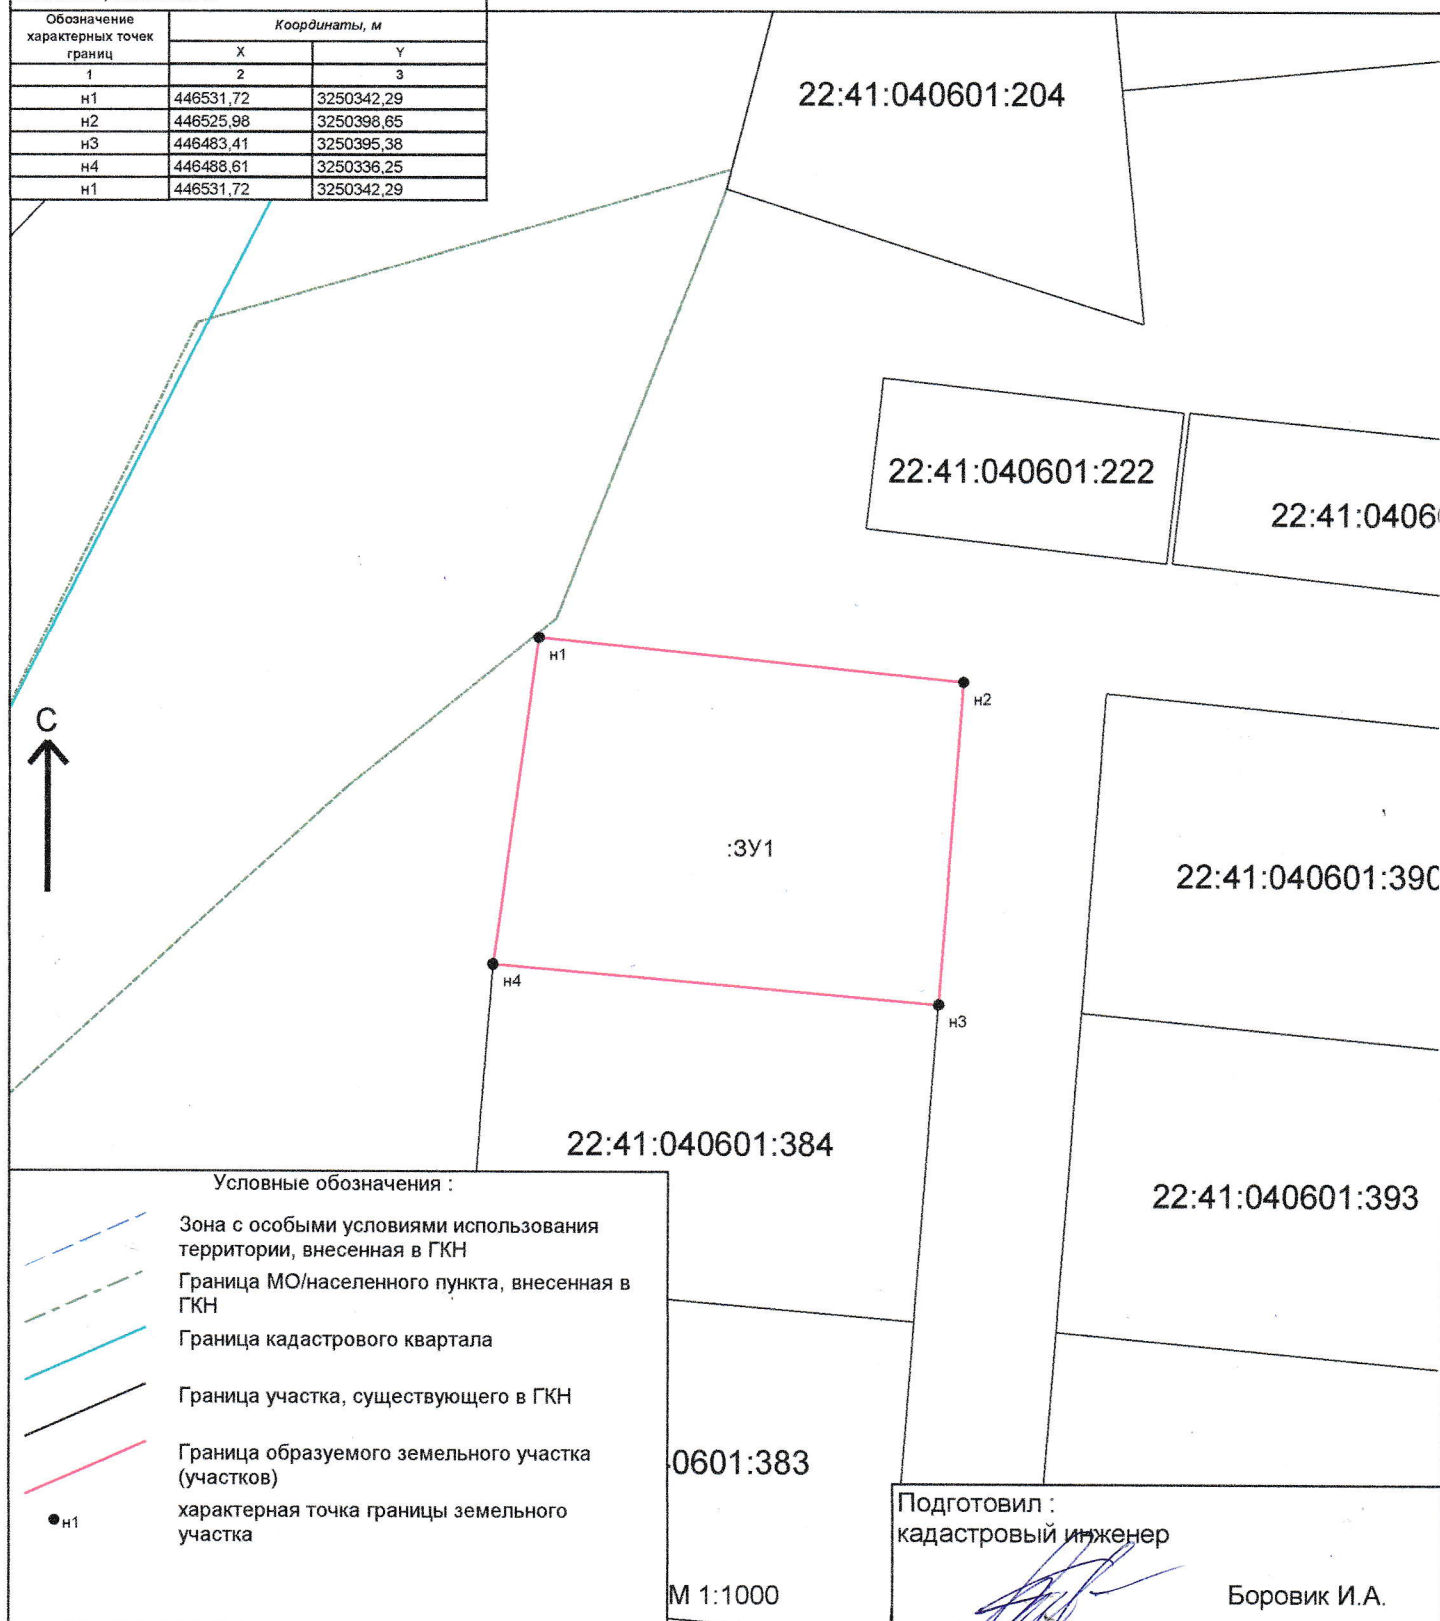 Обозначение
характерных точек
границ
Координаты, м
X Y
1 2 3
н1 446531,72 3250342,29
н2 446525,98 3250398,65
н3 446483,41 3250395,38
н4 446488,61 3250336,25
н1 446531,72 3250342,29
22:41:040601:204
22:41:040601:222
22:41:0406
н1
н2
С
:ЗУ1
22:41:040601:390
н4
н3
22:41:040601:384
22:41:040601:393
Условные обозначения :
Зона с особыми условиями использования
территории, внесенная в ГКН
Граница МО/населенного пункта, внесенная в
ГКН
Граница кадастрового квартала
Граница участка, существующего в ГКН
Граница образуемого земельного участка
(участков)
н1 характерная точка границы земельного
участка
0601:383
М 1:1000
Подготовил :
кадастровый инженер
Боровик И.А.